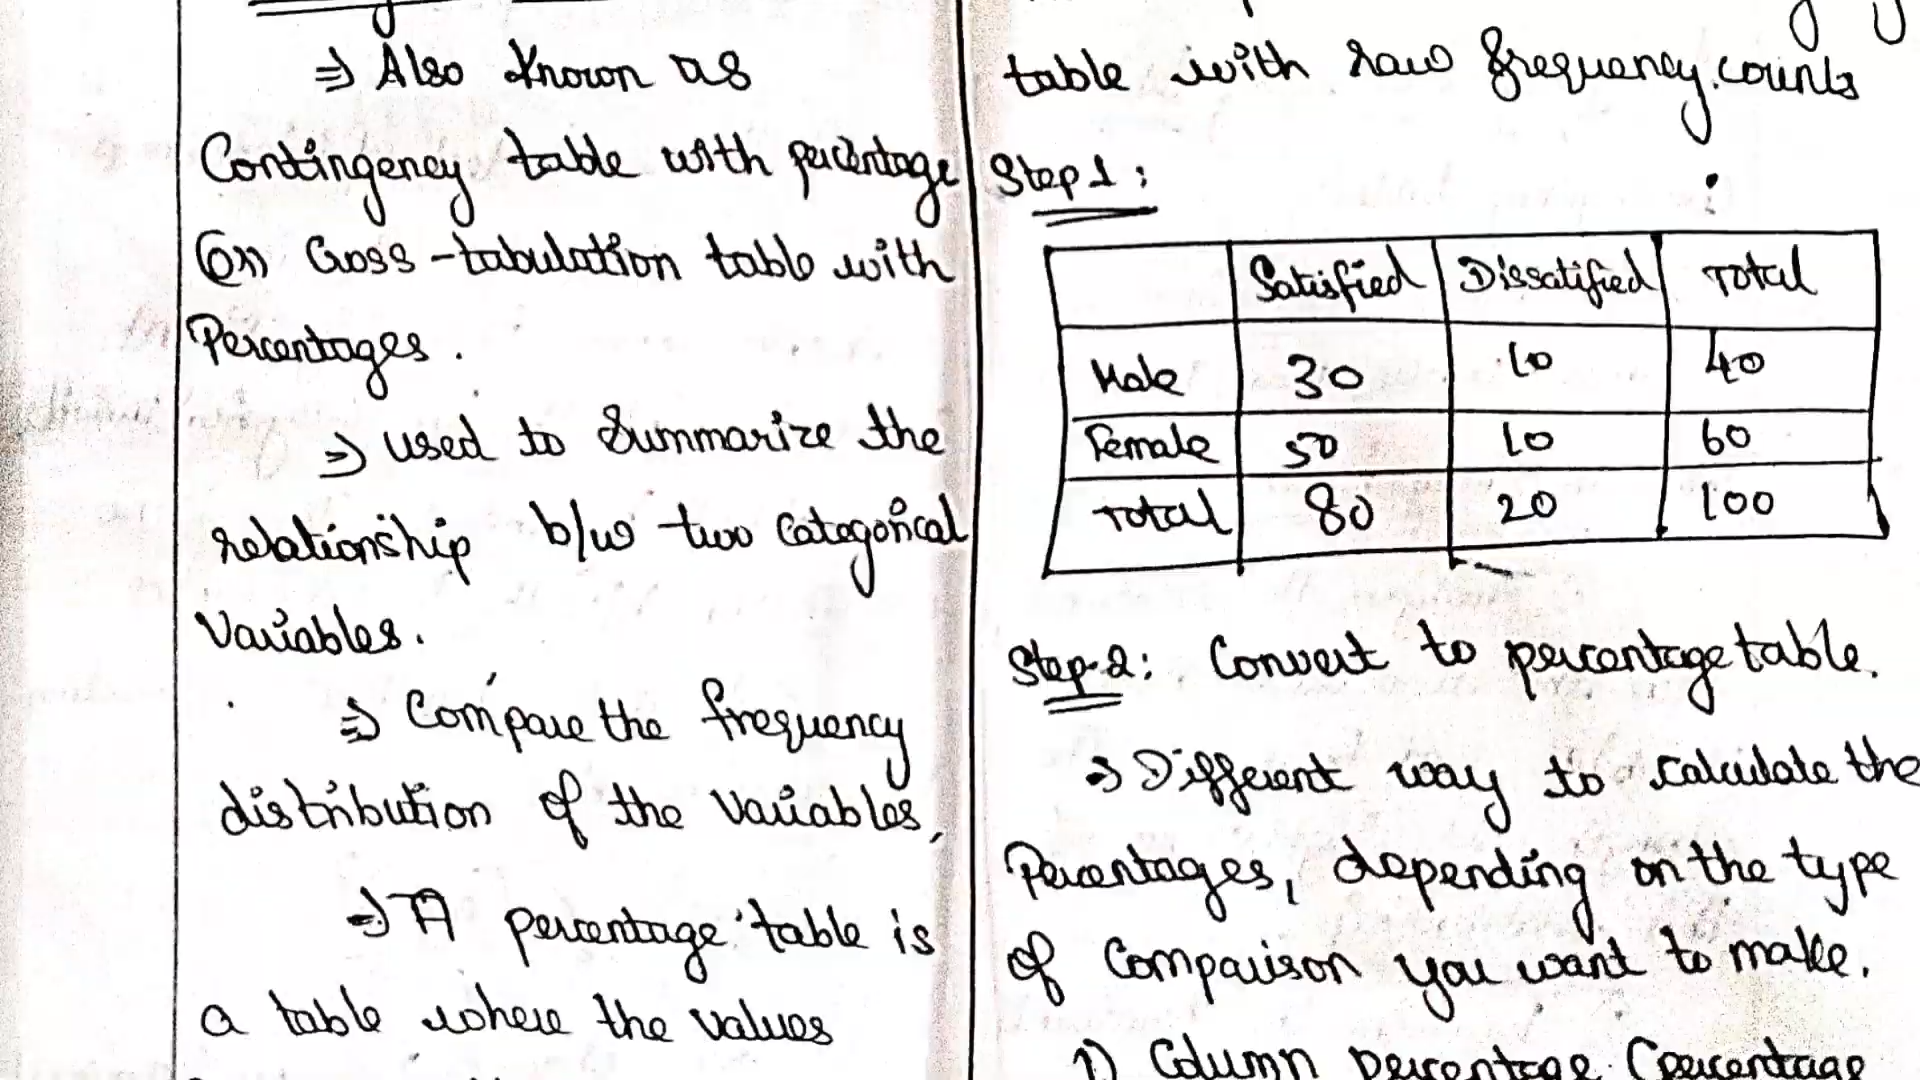 ⇒ Also Known as
Contingency table with percentage
(or) Cross-tabulation table with
Percentages.
⇒ used to Summarize the
relationship b/w two Categorical
Variables.
⇒ Compare the frequency
distribution of the Variables,
⇒ A percentage table is
a table where the values
table with raw frequency counts
Step 1:
Satisfied Dissatified Total
Male 30 10 40
Female 50 10 60
Total 80 20 100
Step-2: Convert to percentage table.
⇒ Different way to calculate the
Percentages, depending on the type
of Comparison you want to make.
1) Column percentage (percentage